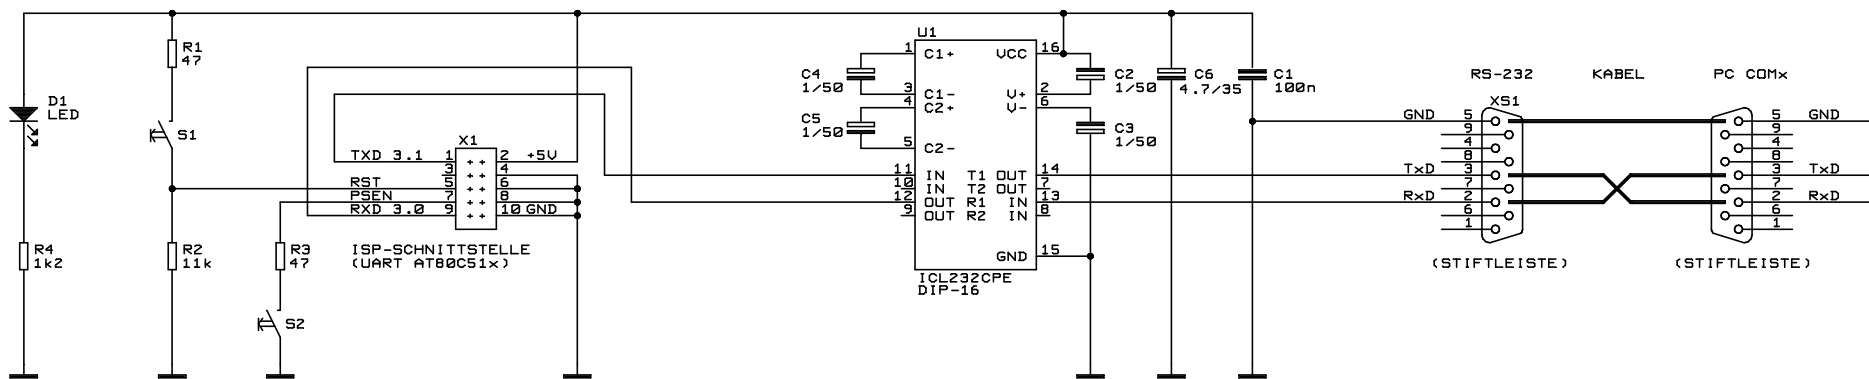 D1
LED
R4
1k2
R1
47
S1
R2
11k
R3
47
S2
X1
TXD 3.1 1 2 +5V
3 4
RST 5 6
PSEN 7 8
RXD 3.0 9 10 GND
ISP-SCHNITTSTELLE
(UART AT80C51x)
C4
1/50
C5
1/50
U1
1 C1+ VCC 16
3 C1- V+ 2
4 C2+ V- 6
5 C2-
11 IN T1 OUT 14
10 IN T2 OUT 7
12 OUT R1 IN 13
9 OUT R2 IN 8
GND 15
ICL232CPE
DIP-16
C2
1/50
C3
1/50
C6
4.7/35
C1
100n
RS-232 KABEL PC COMx
XS1
GND 5 5 GND
9 9
4 4
8 8
TxD 3 3 TxD
7 7
RxD 2 2 RxD
6 6
1 1
(STIFTLEISTE) (STIFTLEISTE)